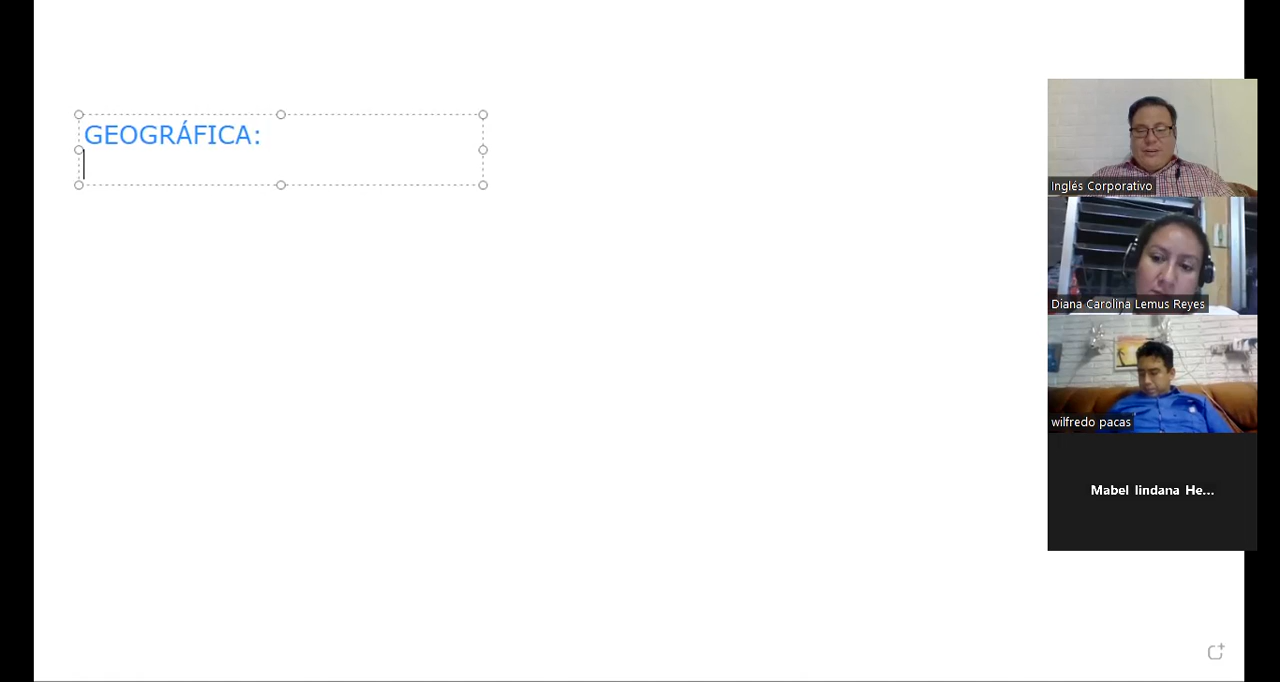 GEOGRÁFICA:
Inglés Corporativo
Diana Carolina Lemus Reyes
wilfredo pacas
Mabel lindana He...